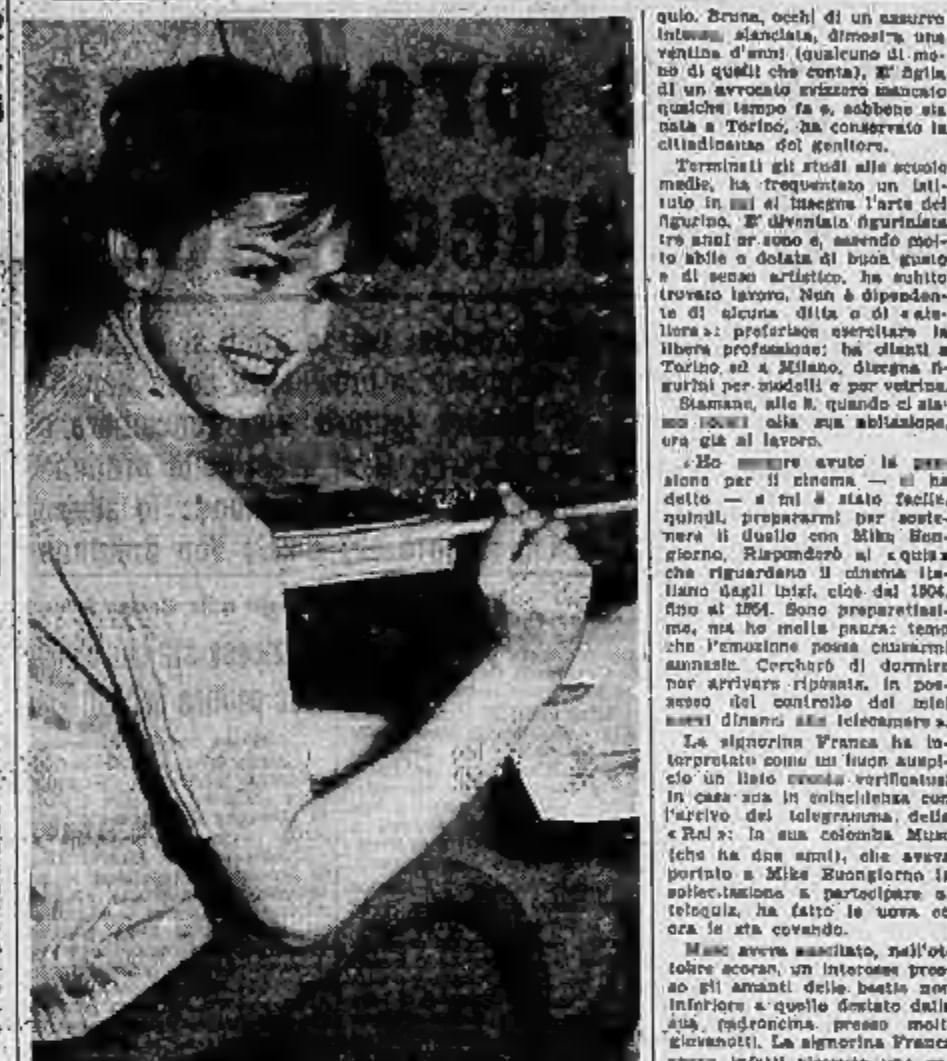 quio. Bruna, occhi di un azzurro
intenso, slanciata, dimostra una
ventina d'anni (qualcuno di me-
no di quelli che conta). E' figlia
di un avvocato svizzero mancato
qualche tempo fa e, sebbene sia
nata a Torino, ha conservato la
cittadinanza del genitore.
Terminati gli studi alle scuole
medie, ha frequentato un isti-
tuto in cui si insegna l'arte del
figurino. E' diventata figurinista
tre anni or sono e, essendo mol-
to abile e dotata di buon gusto
e di senso artistico, ha subito
trovato lavoro. Non è dipenden-
te di alcuna ditta o di «ate-
liers»: preferisce esercitare la
libera professione; ha clienti a
Torino ed a Milano, disegna fi-
gurini per modelli e per vetrine.
Stamane, alle 8, quando ci sia-
mo recati alla sua abitazione,
era già al lavoro.
«Ho sempre avuto la pas-
sione per il cinema — ci ha
detto — e mi è stato facile,
quindi, prepararmi per soste-
nere il duello con Mike Bon-
giorno. Risponderò ai «quiz»
che riguardano il cinema ita-
liano dagli inizi, cioè dal 1904,
fino al 1954. Sono preparatissi-
ma, ma ho molta paura: temo
che l'emozione possa causarmi
amnesie. Cercherò di dormire
per arrivare riposata, in pos-
sesso del controllo dei miei
nervi dinanzi alle telecamere».
La signorina Franca ha in-
terpretato come un buon auspi-
cio un lieto evento verificatosi
in casa sua in coincidenza con
l'arrivo del telegramma della
«Rai»: la sua colomba
(che ha due anni), che aveva
portato a Mike Buongiorno la
sollecitazione a partecipare a
telequiz, ha fatto le uova ed
ora le sta covando.
aveva suscitato, nell'ot-
tobre scorso, un interesse pres-
so gli amanti delle bestie non
inferiore a quello destato dalla
sua padroncina presso molti
giovanotti. La signorina Franca